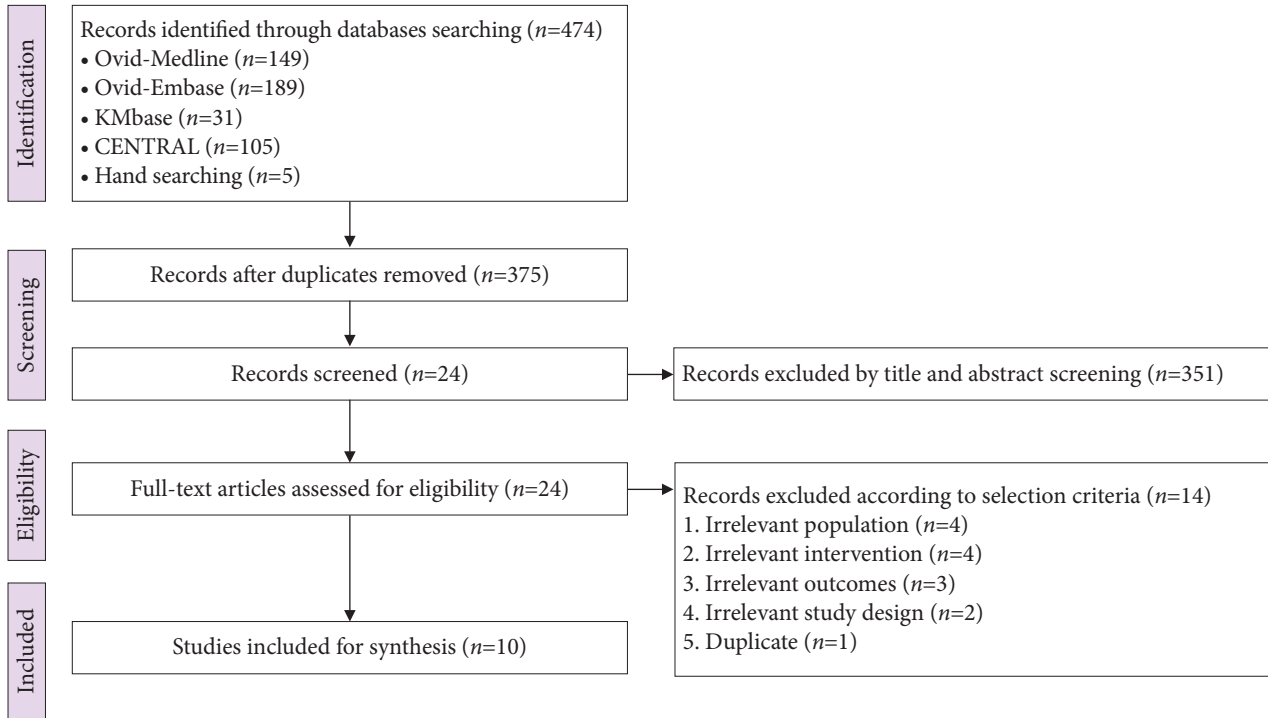 Identification
Records identified through databases searching (n=474)
• Ovid-Medline (n=149)
• Ovid-Embase (n=189)
• KMbase (n=31)
• CENTRAL (n=105)
• Hand searching (n=5)
Screening
Records after duplicates removed (n=375)
Records screened (n=24)
Records excluded by title and abstract screening (n=351)
Eligibility
Full-text articles assessed for eligibility (n=24)
Records excluded according to selection criteria (n=14)
1. Irrelevant population (n=4)
2. Irrelevant intervention (n=4)
3. Irrelevant outcomes (n=3)
4. Irrelevant study design (n=2)
5. Duplicate (n=1)
Included
Studies included for synthesis (n=10)